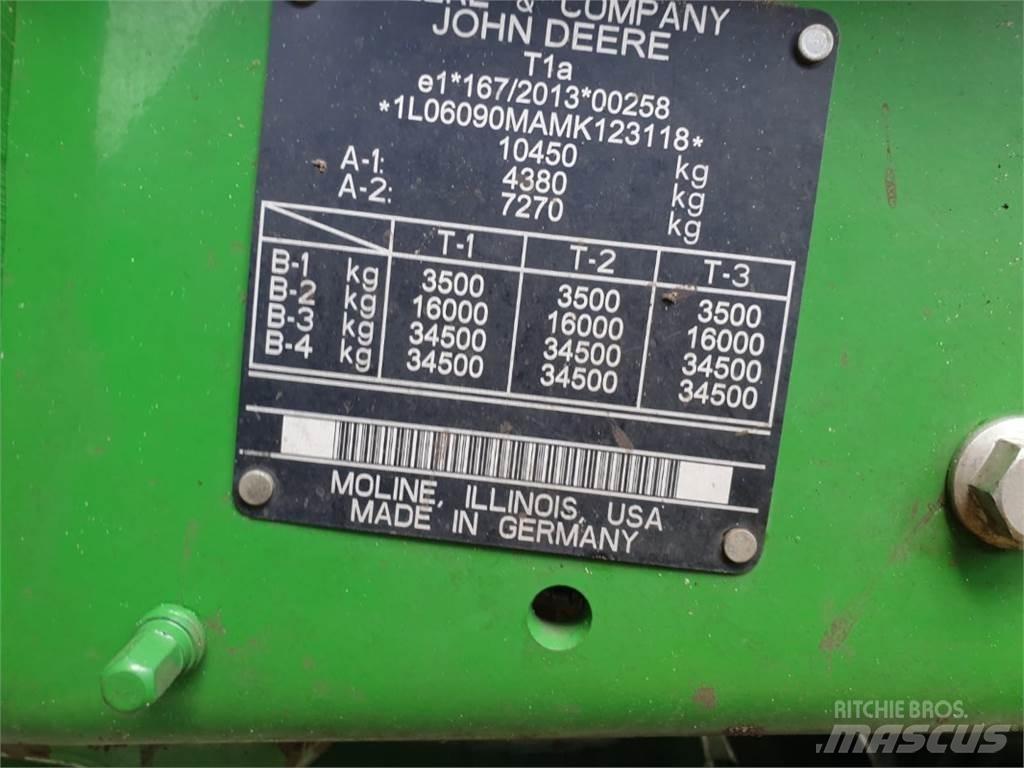 & COMPANY
JOHN DEERE
T1a
e1*167/2013*00258
*1L06090MAMK123118*
10450 kg
A-1: 4380 kg
A-2: 7270 kg
T-1 T-2 T-3
B-1 kg 3500 3500 3500
B-2 kg 16000 16000 16000
B-3 kg 34500 34500 34500
B-4 kg 34500 34500 34500
MOLINE, ILLINOIS, USA
MADE IN GERMANY
RITCHIE BROS.
MASCUS